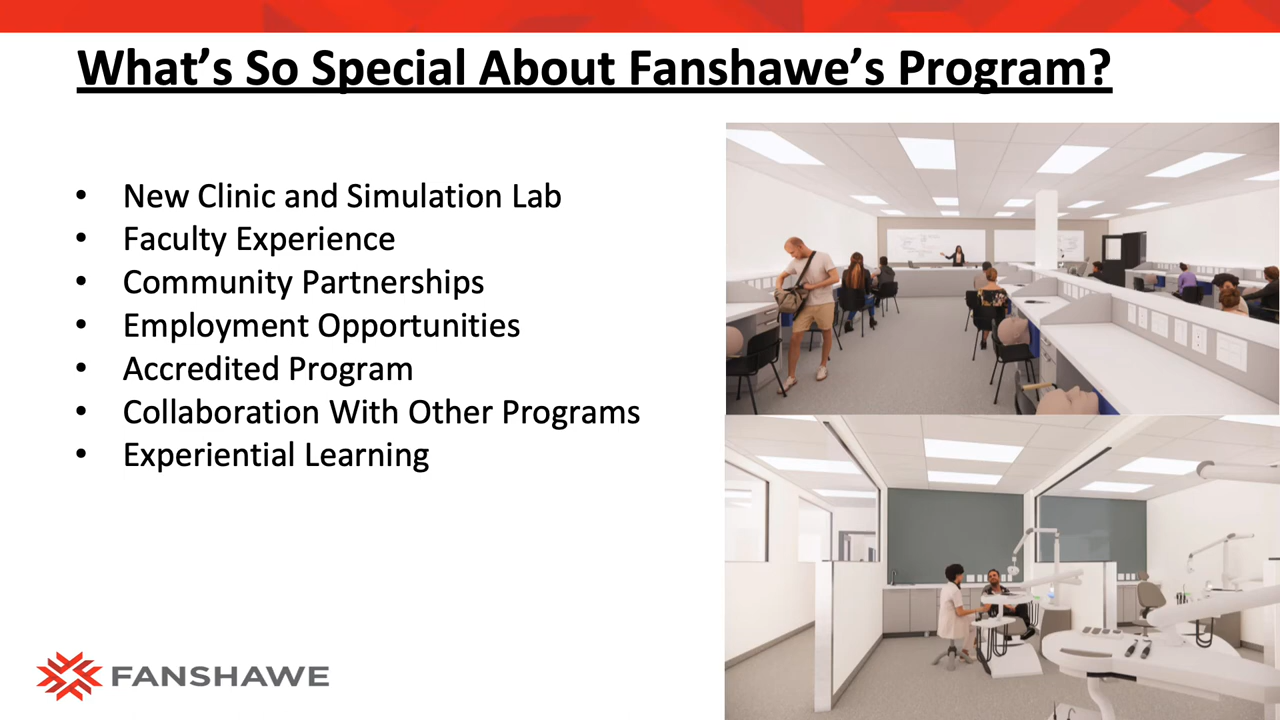 What's So Special About Fanshawe's Program?
• New Clinic and Simulation Lab
• Faculty Experience
• Community Partnerships
• Employment Opportunities
• Accredited Program
• Collaboration With Other Programs
• Experiential Learning
FANSHAWE